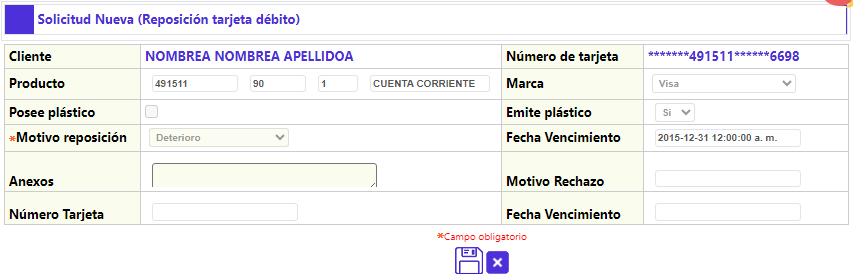 Solicitud Nueva (Reposición tarjeta débito)
Cliente NOMBREA NOMBREA APELLIDOA Número de tarjeta *******491511******6698
Producto 491511 90 1 CUENTA CORRIENTE Marca Visa
Posee plástico Emite plástico Si
*Motivo reposición Deterioro Fecha Vencimiento 2015-12-31 12:00:00 a. m.
Anexos Motivo Rechazo
Número Tarjeta Fecha Vencimiento
*Campo obligatorio